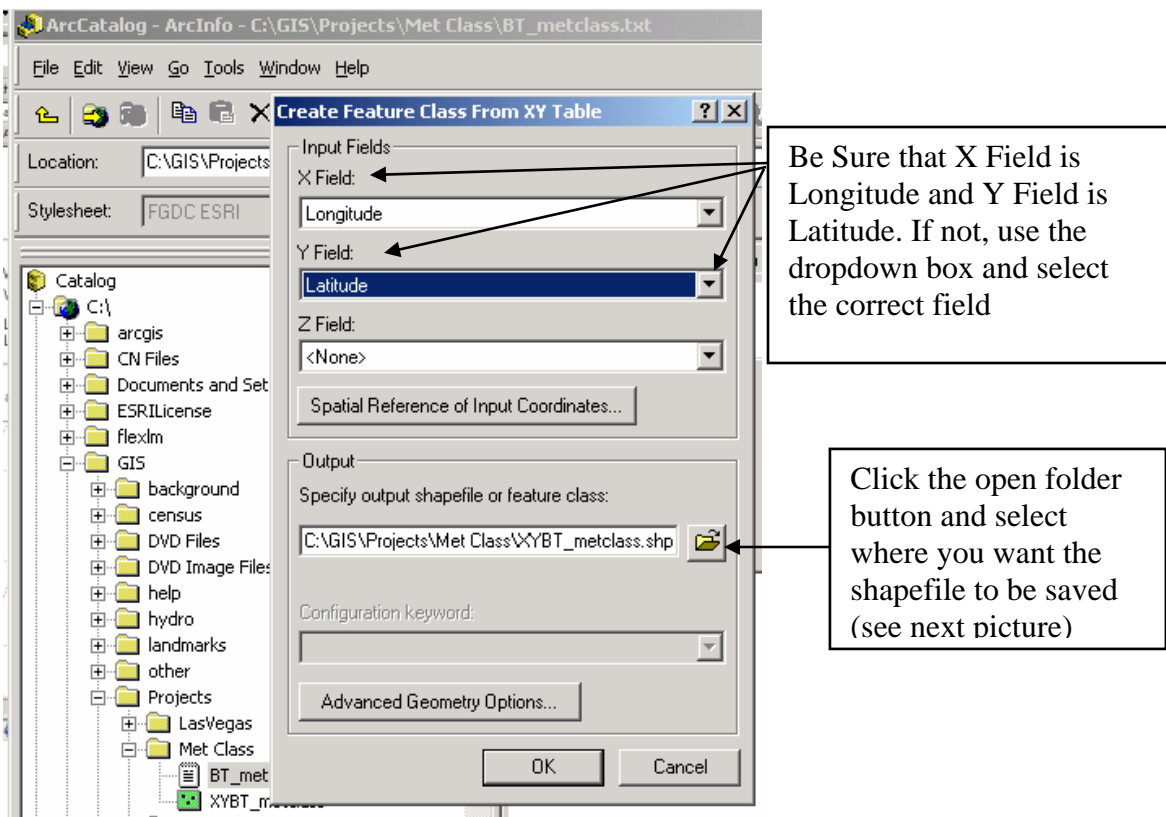 ArcCatalog - ArcInfo - C:\GIS\Projects\Met Class\BT_metclass.txt
File Edit View Go Tools Window Help
Location: C:\GIS\Projects
Stylesheet: FGDC ESRI
Catalog
C:\
arcgis
CN Files
Documents and Set
ESRILicense
flexlm
GIS
background
census
DVD Files
DVD Image Files
help
hydro
landmarks
other
Projects
LasVegas
Met Class
BT_met
XYBT_metclass
Create Feature Class From XY Table
Input Fields
X Field:
Longitude
Y Field:
Latitude
Z Field:
<None>
Spatial Reference of Input Coordinates...
Output
Specify output shapefile or feature class:
C:\GIS\Projects\Met Class\XYBT_metclass.shp
Configuration keyword:
Advanced Geometry Options...
OK Cancel
Be Sure that X Field is
Longitude and Y Field is
Latitude. If not, use the
dropdown box and select
the correct field
Click the open folder
button and select
where you want the
shapefile to be saved
(see next picture)